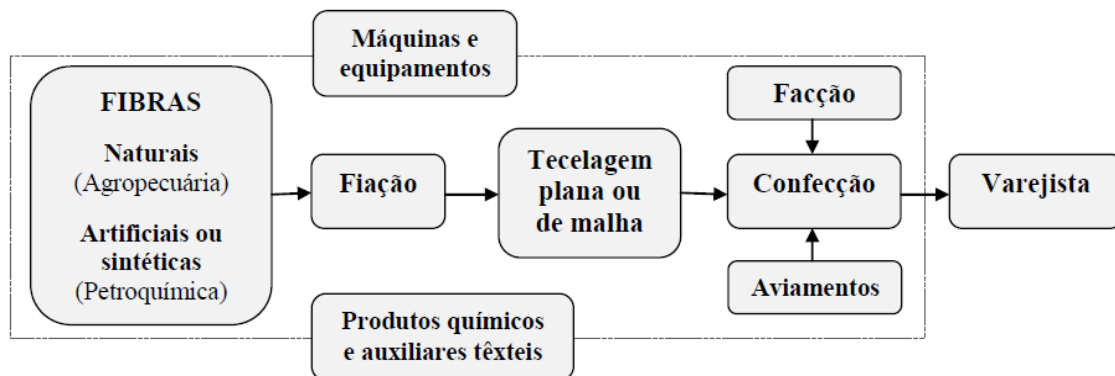 Máquinas e
equipamentos
FIBRAS
Naturais
(Agropecuária)
Artificiais ou
sintéticas
(Petroquímica)
Fiação
Tecelagem
plana ou
de malha
Facção
Confecção
Aviamentos
Varejista
Produtos químicos
e auxiliares têxteis